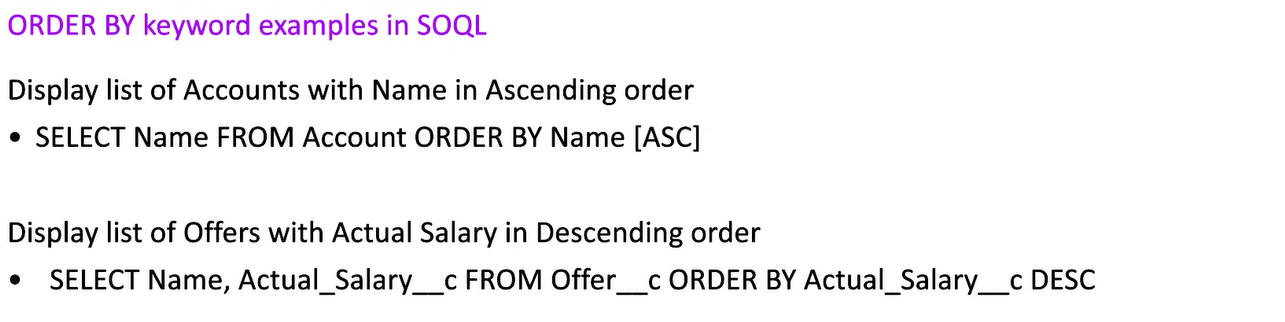 ORDER BY keyword examples in SOQL
Display list of Accounts with Name in Ascending order
• SELECT Name FROM Account ORDER BY Name [ASC]
Display list of Offers with Actual Salary in Descending order
• SELECT Name, Actual_Salary__c FROM Offer__c ORDER BY Actual_Salary__c DESC